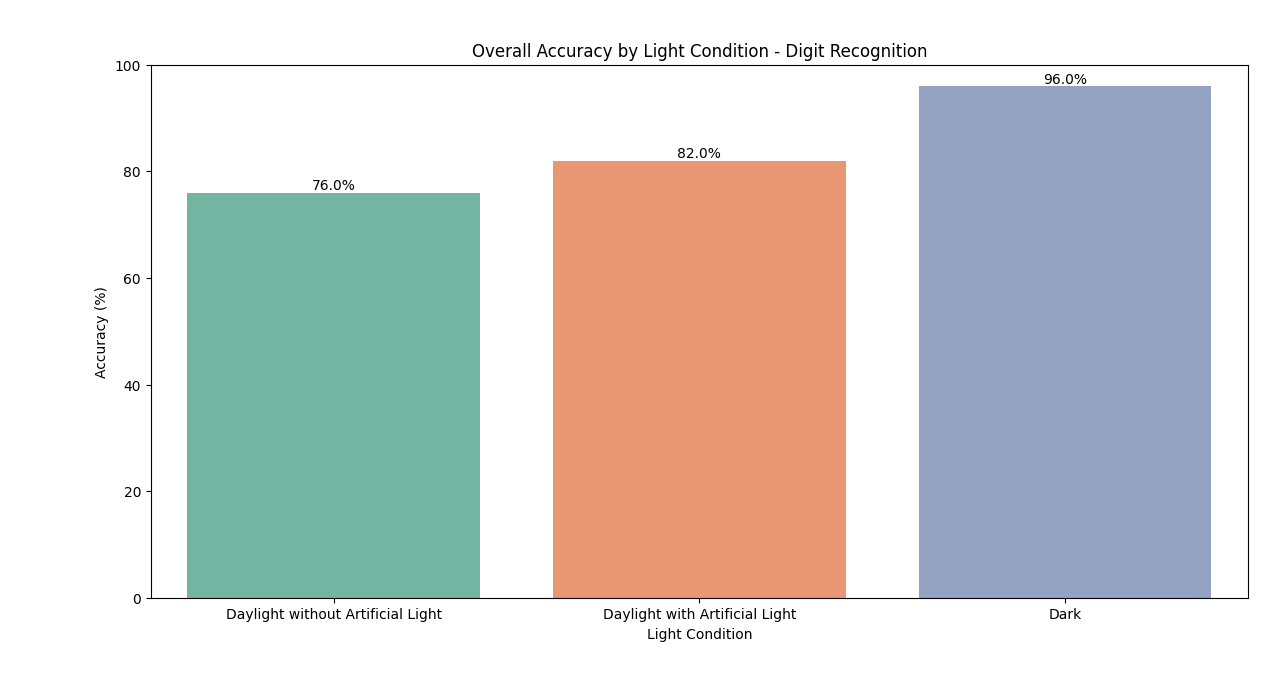 Overall Accuracy by Light Condition - Digit Recognition
100
80
60
40
20
0
Accuracy (%)
76.0%
82.0%
96.0%
Daylight without Artificial Light
Daylight with Artificial Light
Dark
Light Condition